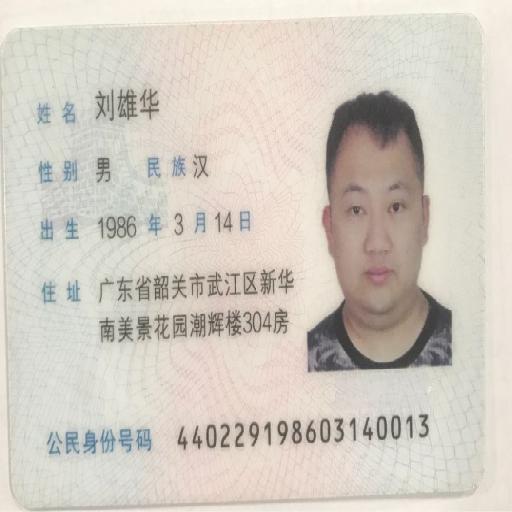 姓名 刘雄华
性别 男 民族 汉
出生 1986 年 3 月 14 日
住址 广东省韶关市武江区新华
南美景花园潮辉楼304房
公民身份号码 440229198603140013